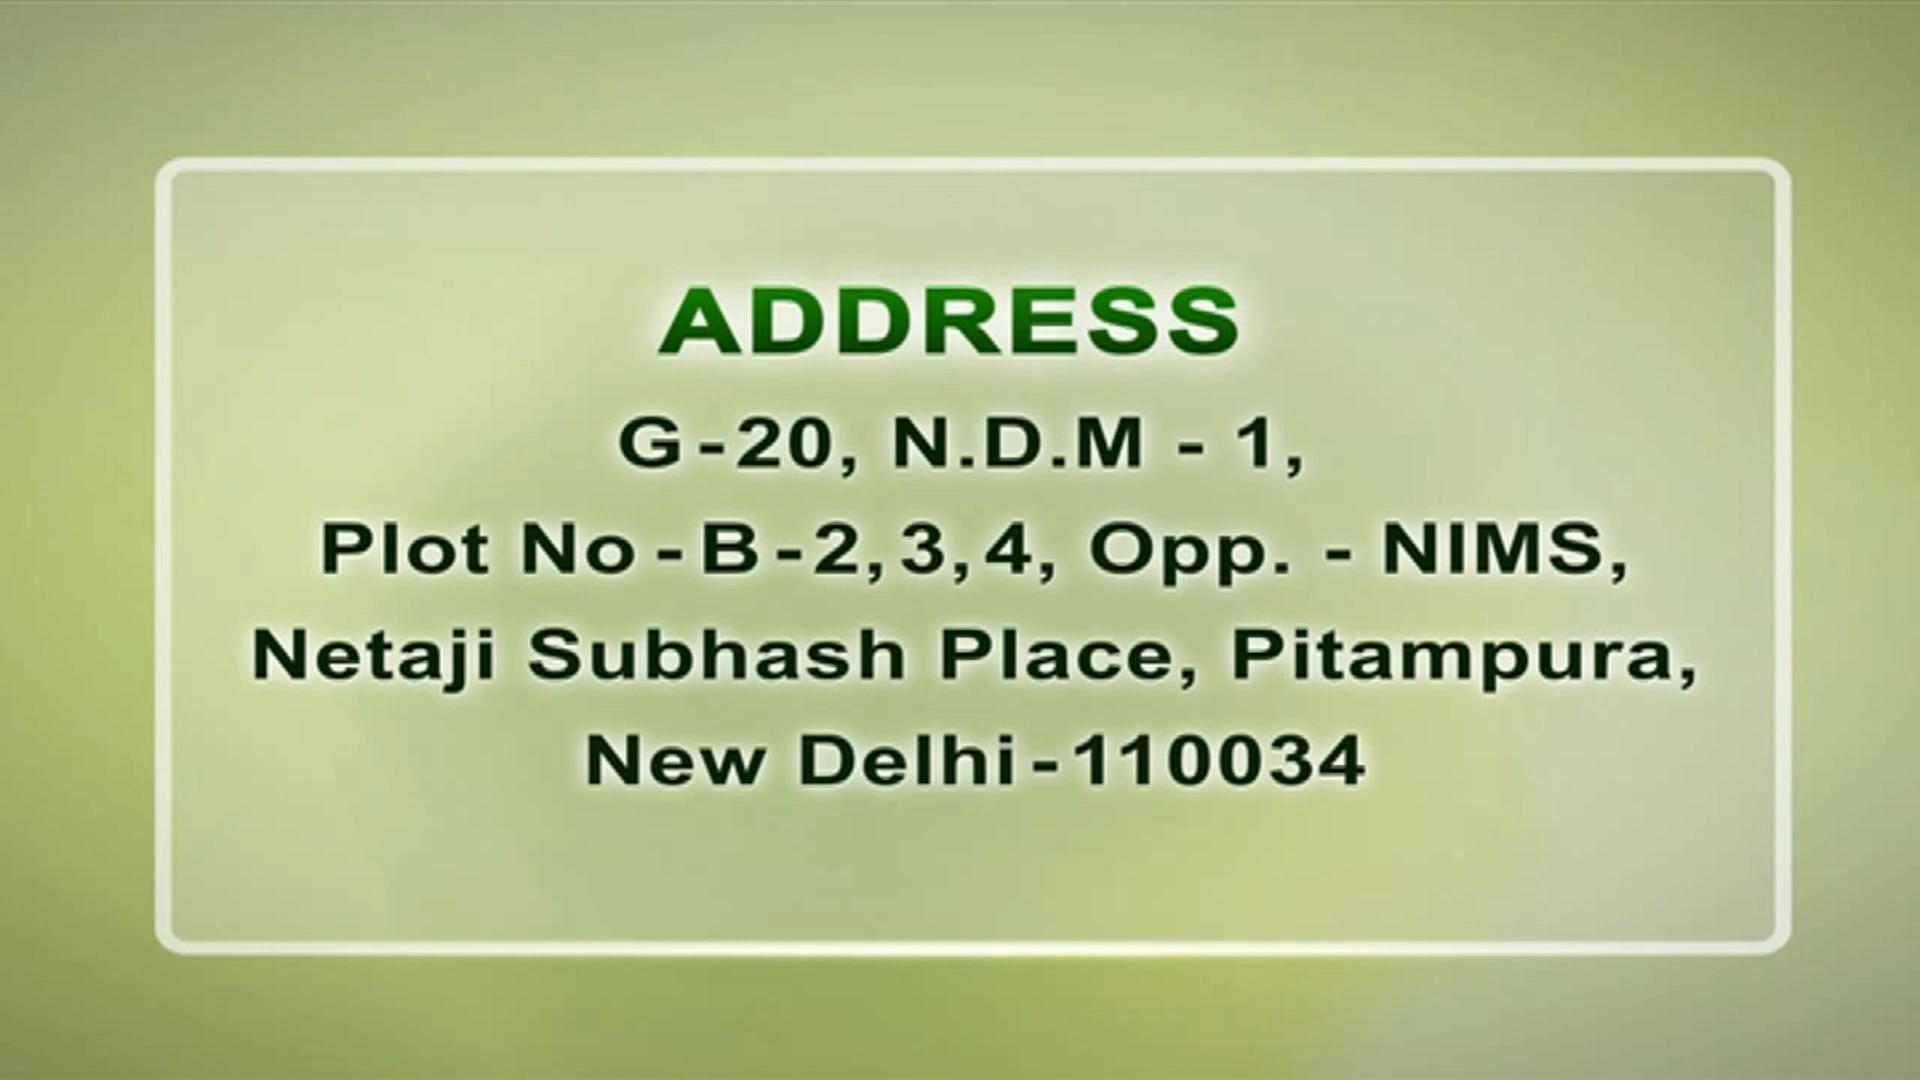 ADDRESS
G-20, N.D.M - 1,
Plot No-B-2,3,4, Opp. - NIMS,
Netaji Subhash Place, Pitampura,
New Delhi-110034